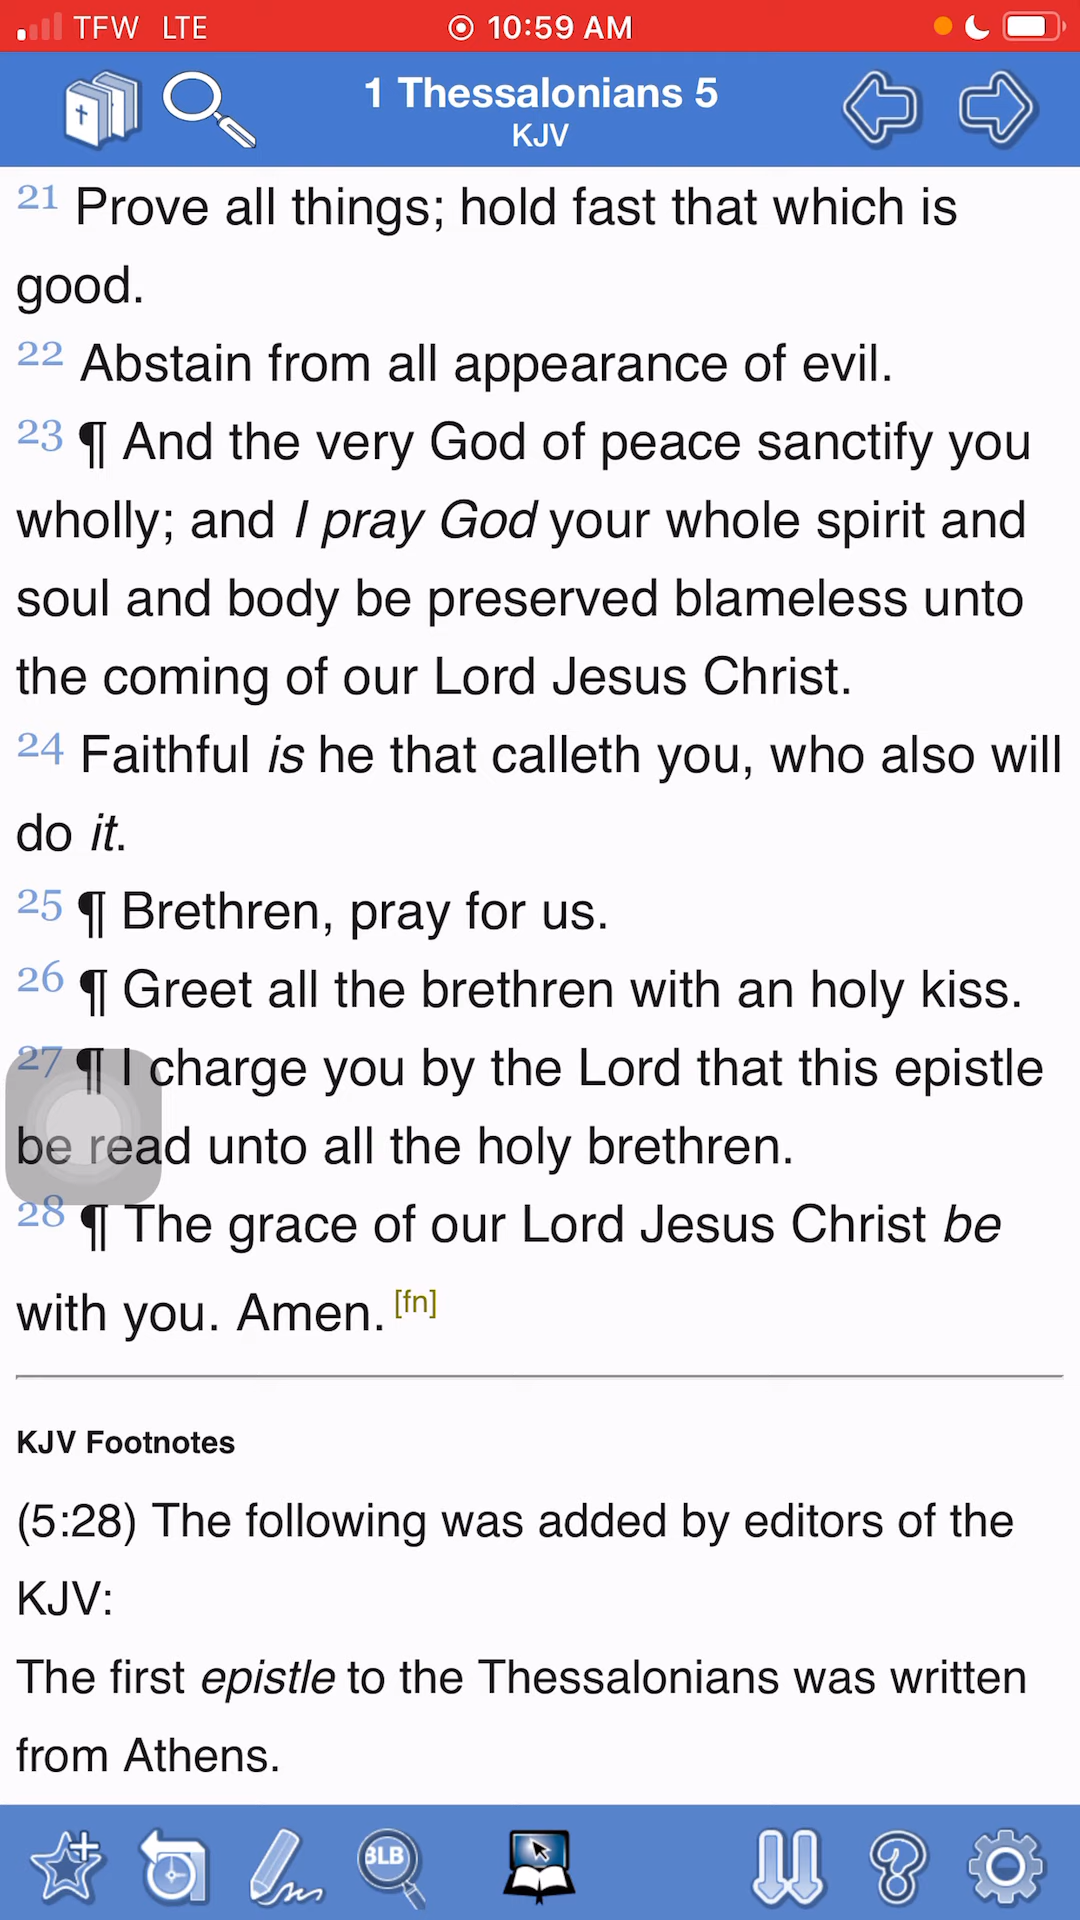 TFW LTE 10:59 AM
1 Thessalonians 5
KJV
21 Prove all things; hold fast that which is
good.
22 Abstain from all appearance of evil.
23 ¶ And the very God of peace sanctify you
wholly; and I pray God your whole spirit and
soul and body be preserved blameless unto
the coming of our Lord Jesus Christ.
24 Faithful is he that calleth you, who also will
do it.
25 ¶ Brethren, pray for us.
26 ¶ Greet all the brethren with an holy kiss.
27 ¶ I charge you by the Lord that this epistle
be read unto all the holy brethren.
28 ¶ The grace of our Lord Jesus Christ be
with you. Amen. [fn]
KJV Footnotes
(5:28) The following was added by editors of the
KJV:
The first epistle to the Thessalonians was written
from Athens.
BLB